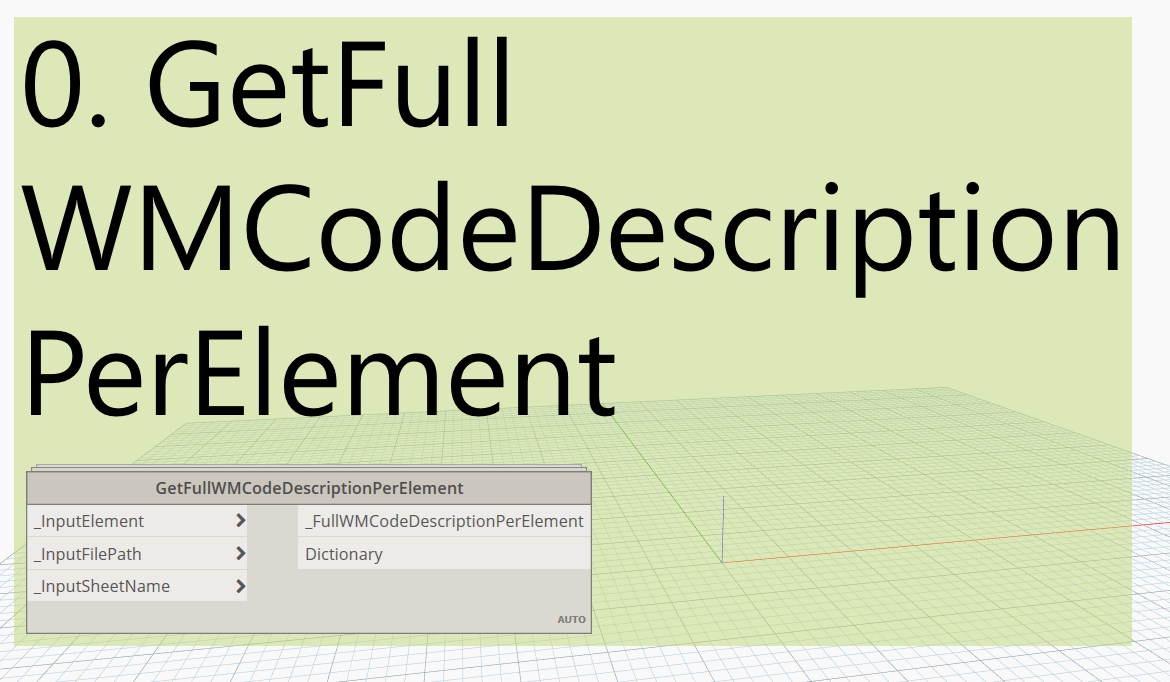 0. GetFull
WMCodeDescription
PerElement
GetFullWMCodeDescriptionPerElement
_InputElement
_FullWMCodeDescriptionPerElement
_InputFilePath
Dictionary
_InputSheetName
AUTO